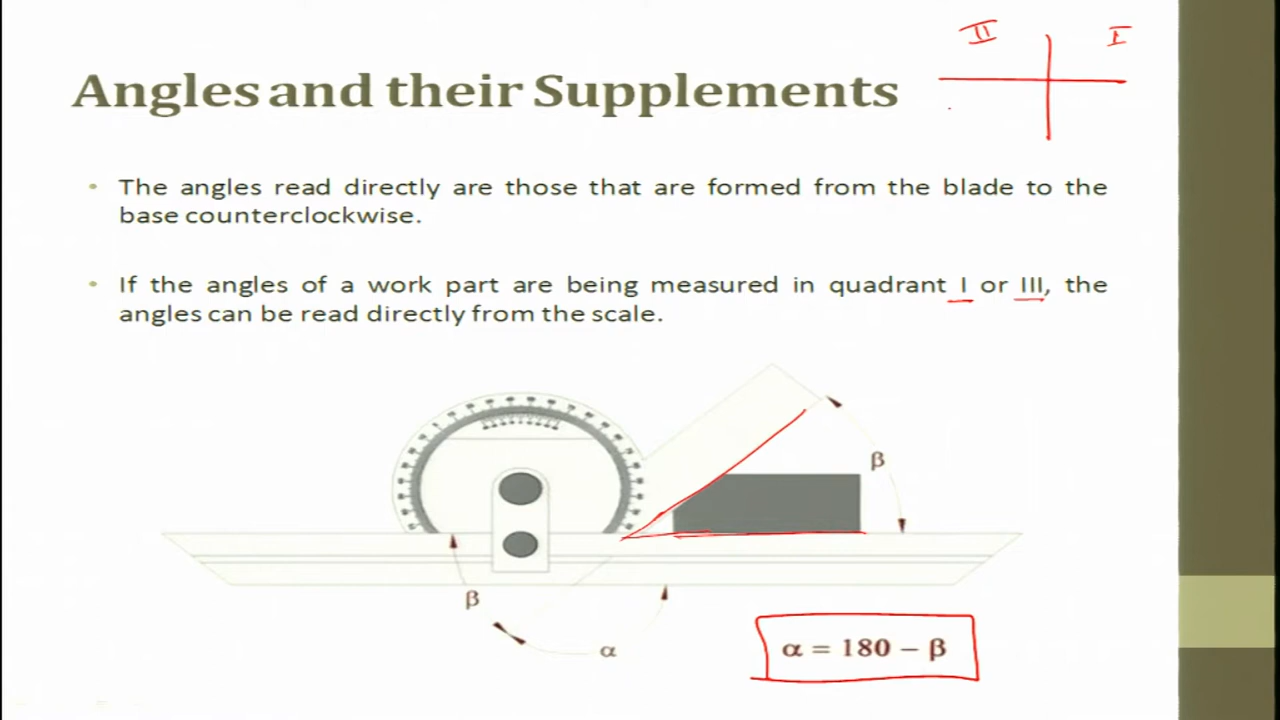 II I
Angles and their Supplements
• The angles read directly are those that are formed from the blade to the
base counterclockwise.
• If the angles of a work part are being measured in quadrant I or III, the
angles can be read directly from the scale.
β
β
α
α = 180 – β